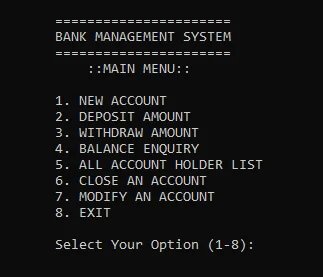 ======================
BANK MANAGEMENT SYSTEM
======================
::MAIN MENU::
1. NEW ACCOUNT
2. DEPOSIT AMOUNT
3. WITHDRAW AMOUNT
4. BALANCE ENQUIRY
5. ALL ACCOUNT HOLDER LIST
6. CLOSE AN ACCOUNT
7. MODIFY AN ACCOUNT
8. EXIT
Select Your Option (1-8):